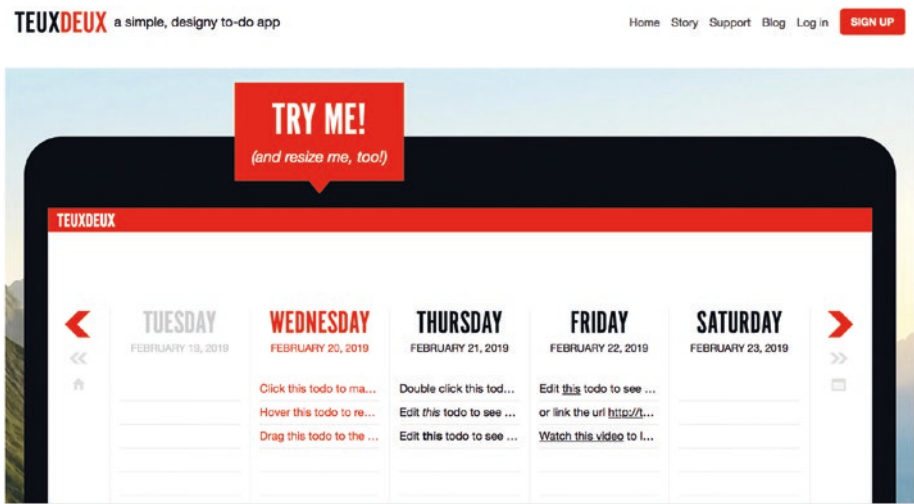 TEUXDEUX a simple, designy to-do app
Home Story Support Blog Log in SIGN UP
TRY ME!
(and resize me, too!)
TEUXDEUX
TUESDAY
FEBRUARY 19, 2019
WEDNESDAY
FEBRUARY 20, 2019
Click this todo to ma...
Hover this todo to re...
Drag this todo to the ...
THURSDAY
FEBRUARY 21, 2019
Double click this tod...
Edit this todo to see ...
Edit this todo to see ...
FRIDAY
FEBRUARY 22, 2019
Edit this todo to see ...
or link the url http://t...
Watch this video to l...
SATURDAY
FEBRUARY 23, 2019